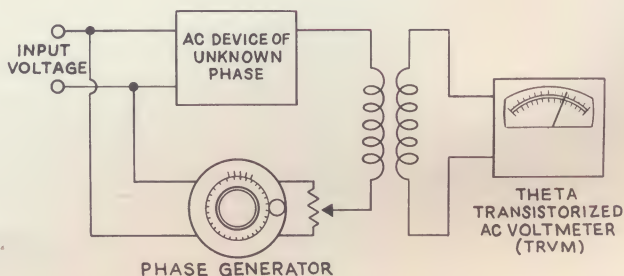 INPUT
VOLTAGE
AC DEVICE OF
UNKNOWN
PHASE
THETA
TRANSISTORIZED
AC VOLTMETER
(TRVM)
PHASE GENERATOR